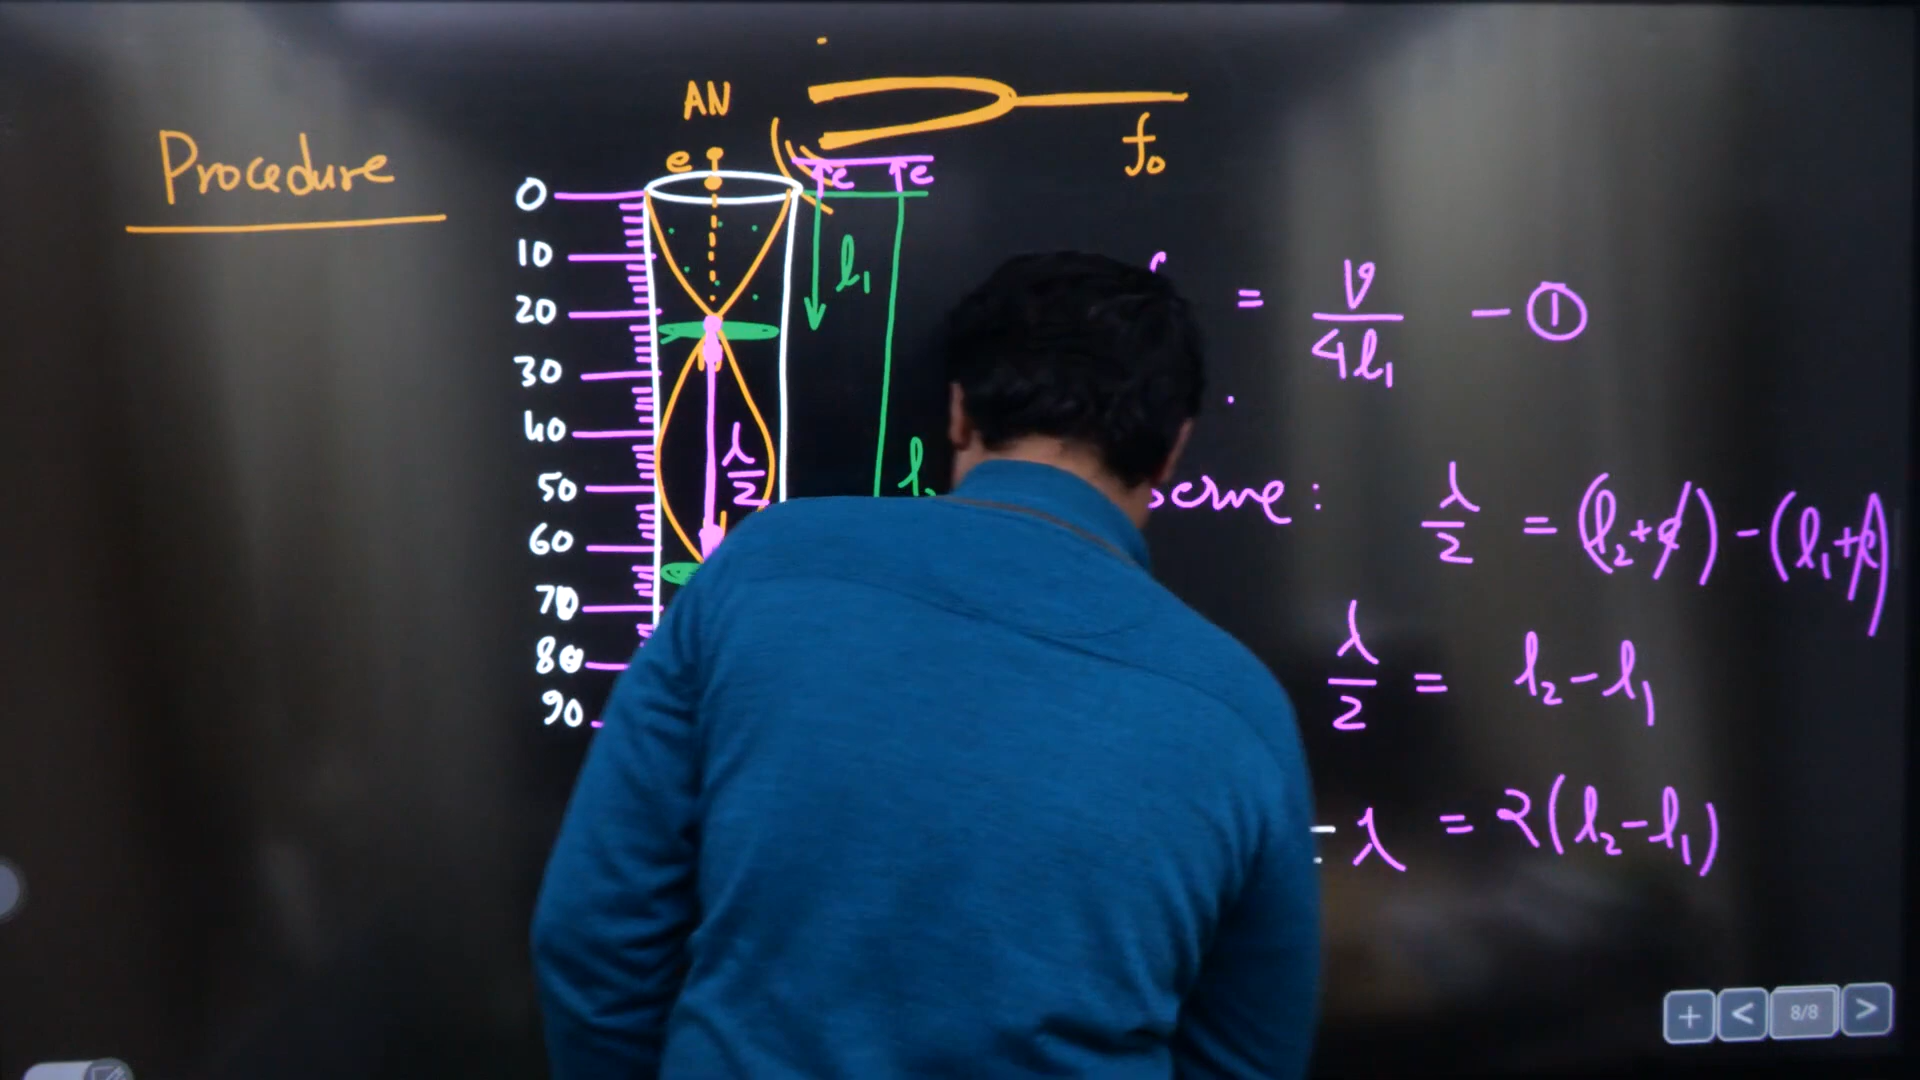 Procedure
AN
e
f₀
e e
0
10
20
30
40
50
60
70
80
90
l₁
λ/2
= v/4l₁ - ①
serve: λ/2 = (l₂+e) - (l₁+e)
λ/2 = l₂-l₁
λ = 2(l₂-l₁)
+ < 8/8 >